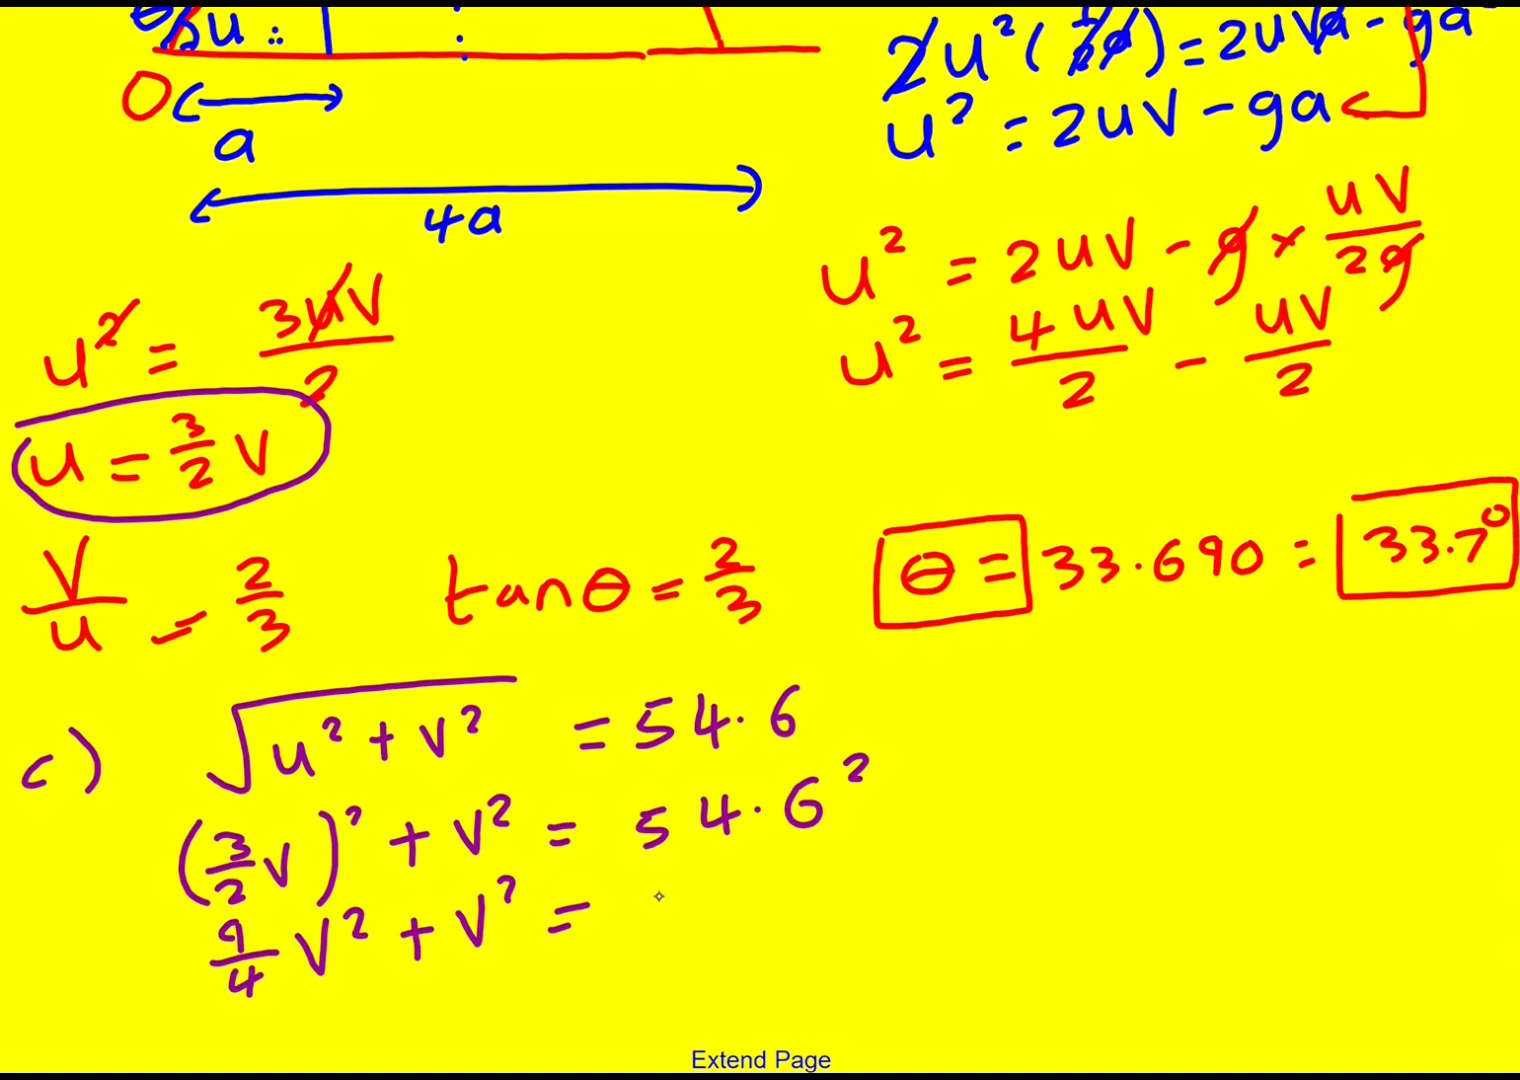 u
O
a
4a
2u²( ) = 2uva - ga²
u² = 2uv - ga
u² = 2uv - g × uv/2g
u² = 4uv/2 - uv/2
u² = 3uv/2
u = 3/2 v
v/u = 2/3
tanθ = 2/3
θ = 33.690 = 33.7°
c) √(u² + v²) = 54.6
(3/2 v)² + v² = 54.6²
9/4 v² + v² =
Extend Page